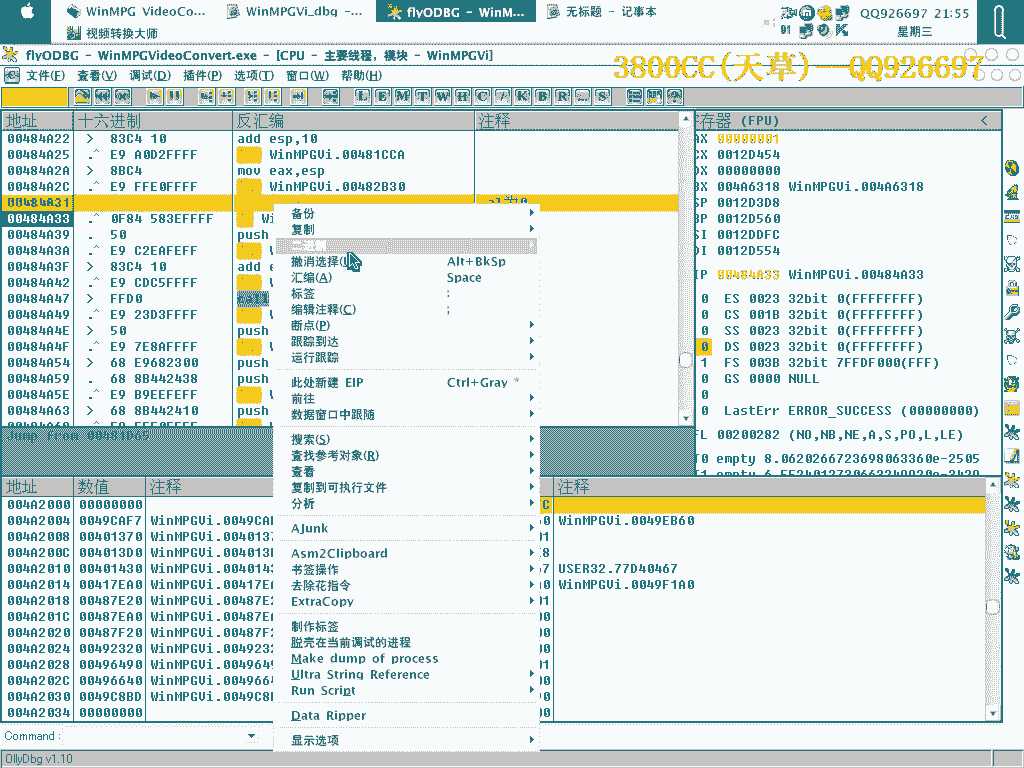 WinMPG VideoCo...
WinMPGVi_dbg -...
flyODBG - WinM...
无标题 - 记事本
QQ926697 21:55
视频转换大师
星期三
flyODBG - WinMPGVideoConvert.exe - [CPU - 主要线程, 模块 - WinMPGVi]
3800CC(天草)—QQ926697
文件(F) 查看(V) 调试(D) 插件(P) 选项(T) 窗口(W) 帮助(H)
L E M T W H C / K B R ... S
地址 十六进制 反汇编 注释
存器 (FPU) <
00484A22 > 83C4 10 add esp,10
00484A25 .^ E9 A0D2FFFF WinMPGVi.00481CCA
00484A2A > 8BC4 mov eax,esp
00484A2C .^ E9 FFE0FFFF WinMPGVi.00482B30
00484A31
00484A33 .^ 0F84 583EFFFF
00484A39 . 50 push
00484A3A .^ E9 C2EAFEFF
00484A3F > 83C4 10 add e
00484A42 .^ E9 CDC5FFFF
00484A47 > FFD0 call
00484A49 .^ E9 23D3FFFF
00484A4E > 50 push
00484A4F .^ E9 7E8AFFFF
00484A54 > 68 E9682300 push
00484A59 . 68 8B442438 push
00484A5E .^ E9 B9EEFEFF
00484A63 > 68 8B442410 push
AX 00000001
CX 0012D454
DX 00000000
BX 004A6318 WinMPGVi.004A6318
SP 0012D3D8
BP 0012D560
SI 0012DDFC
DI 0012D554
IP 00484A33 WinMPGVi.00484A33
0 ES 0023 32bit 0(FFFFFFFF)
0 CS 001B 32bit 0(FFFFFFFF)
0 SS 0023 32bit 0(FFFFFFFF)
0 DS 0023 32bit 0(FFFFFFFF)
1 FS 003B 32bit 7FFDF000(FFF)
0 GS 0000 NULL
0 LastErr ERROR_SUCCESS (00000000)
FL 00200282 (NO,NB,NE,A,S,PO,L,LE)
T0 empty 8.0620266723698063360e-2505
Jump from 00481D65
备份
复制
二进制
撤消选择(U) Alt+BkSp
汇编(A) Space
标签 :
编辑注释(C) ;
断点(P)
跟踪到达
运行跟踪
此处新建 EIP Ctrl+Gray *
前往
数据窗口中跟随
搜索(S)
查找参考对象(R)
查看
复制到可执行文件
分析
AJunk
Asm2Clipboard
书签操作
去除花指令
ExtraCopy
制作标签
脱壳在当前调试的进程
Make dump of process
Ultra String Reference
Run Script
Data Ripper
显示选项
地址 数值 注释
004A2000 00000000
004A2004 0049CAF7 WinMPGVi.0049CAF
004A2008 00401370 WinMPGVi.0040137
004A200C 004013D0 WinMPGVi.004013D
004A2010 00401430 WinMPGVi.0040143
004A2014 00417EA0 WinMPGVi.00417EA
004A2018 00487E20 WinMPGVi.00487E2
004A201C 00487EA0 WinMPGVi.00487EA
004A2020 00487F20 WinMPGVi.00487F2
004A2024 00492320 WinMPGVi.0049232
004A2028 00496490 WinMPGVi.0049649
004A202C 00496640 WinMPGVi.0049664
004A2030 0049C8BD WinMPGVi.0049C8B
004A2034 00000000
注释
WinMPGVi.0049EB60
USER32.77D40467
WinMPGVi.0049F1A0
Command :
OllyDbg v1.10